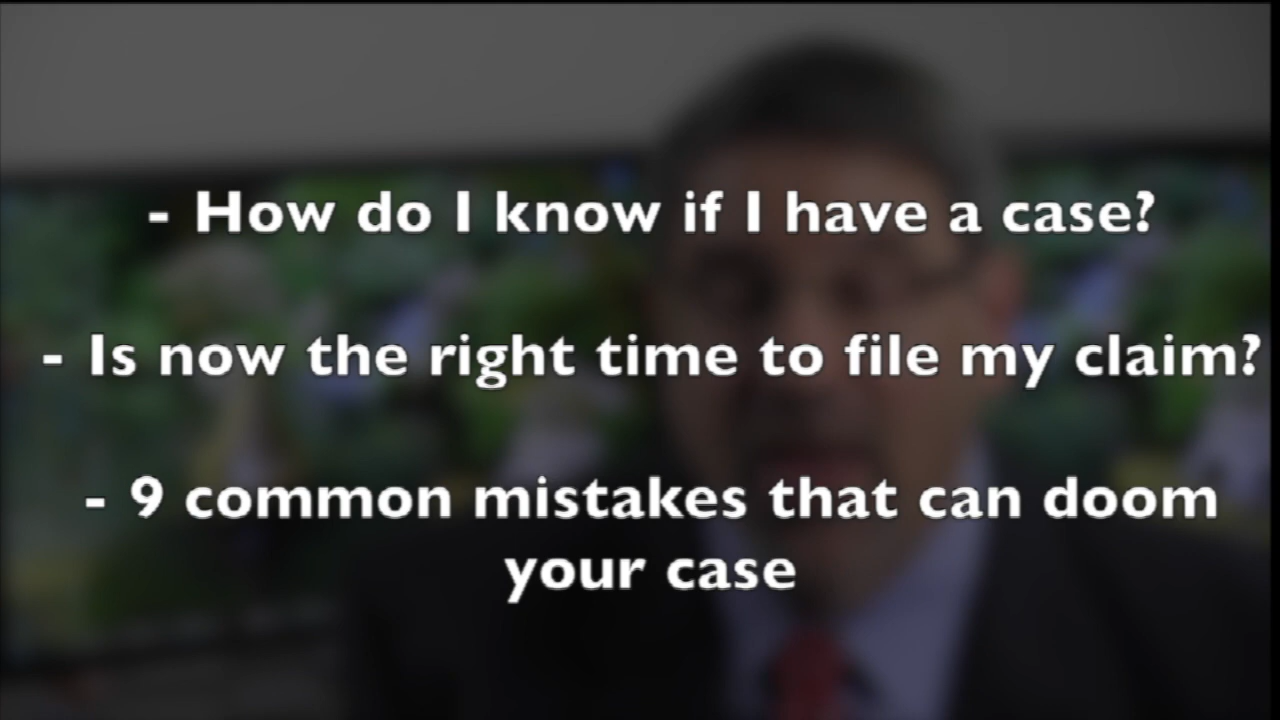 - How do I know if I have a case?
- Is now the right time to file my claim?
- 9 common mistakes that can doom
your case